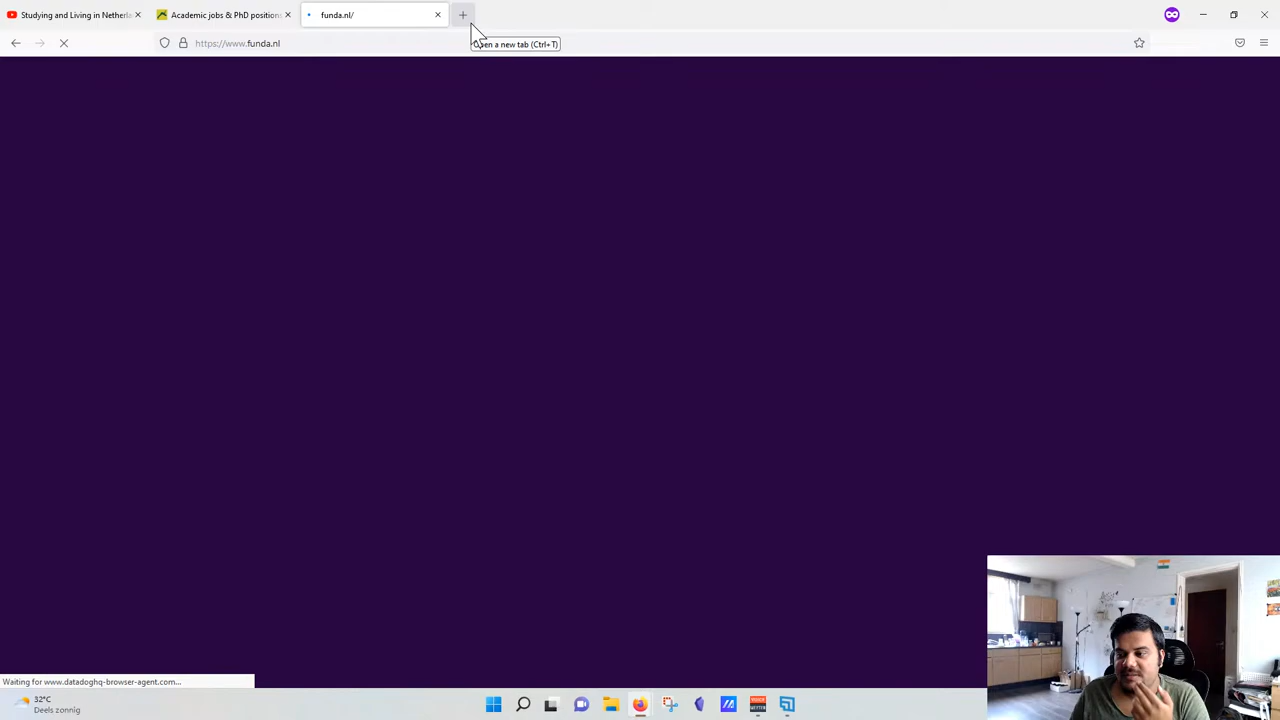 Studying and Living in Netherla
Academic jobs & PhD positions
funda.nl/
https://www.funda.nl
Open a new tab (Ctrl+T)
Waiting for www.datadoghq-browser-agent.com...
32°C
Deels zonnig